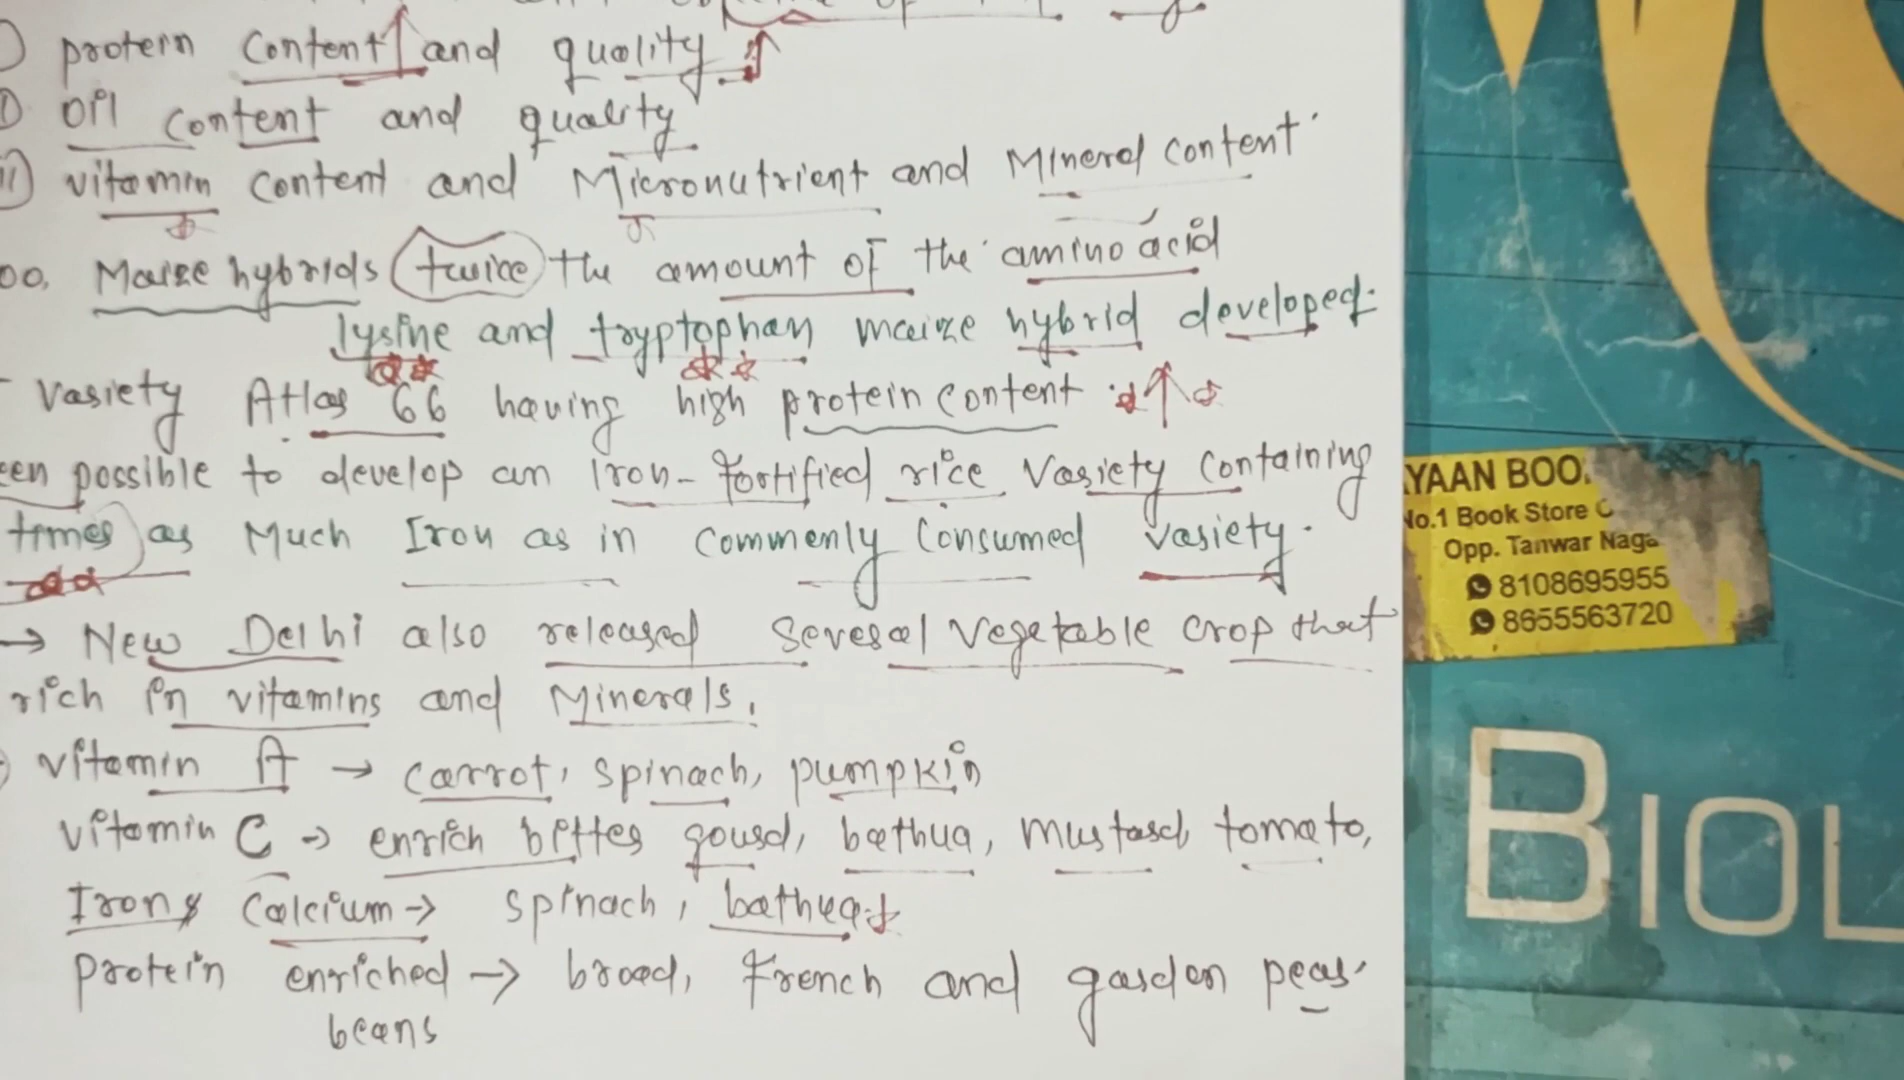 protein content↑ and quality ↑
oil content and quality
vitamin content and Micronutrient and Mineral content
00, Maize hybrids twice the amount of the amino acid
lysine and tryptophan maize hybrid developed.
Variety Atlas 66 having high protein content ↑
een possible to develop an Iron-fortified rice Variety Containing
times as Much Iron as in Commenly Consumed Variety.
→ New Delhi also released Several Vegetable crop that
rich in vitamins and Minerals.
vitamin A → carrot, spinach, pumpkin
Vitamin C → enrich bitter gourd, bathua, mustard, tomato,
Iron & Calcium → spinach, bathua
protein enriched → broad, French and garden peas.
beans
YAAN BOO
No.1 Book Store
Opp. Tanwar Naga
8108695955
8655563720
BIOL